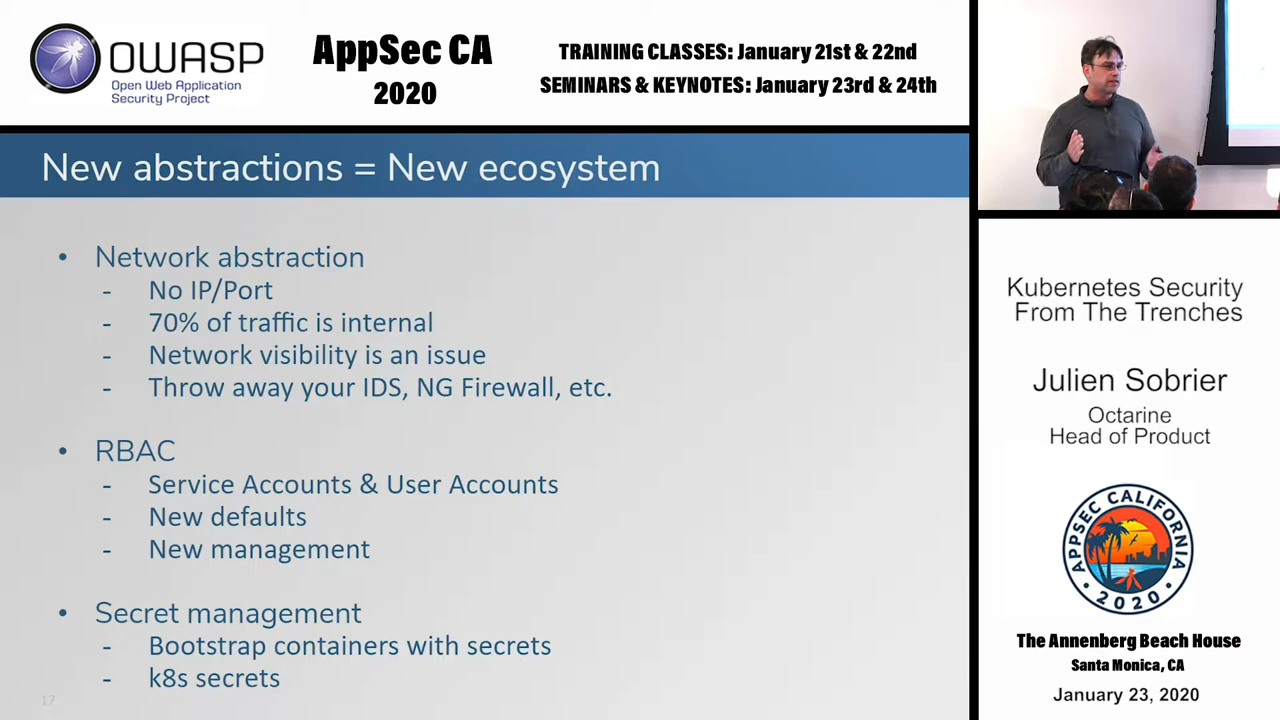 OWASP
Open Web Application
Security Project
AppSec CA
2020
TRAINING CLASSES: January 21st & 22nd
SEMINARS & KEYNOTES: January 23rd & 24th
New abstractions = New ecosystem
• Network abstraction
- No IP/Port
- 70% of traffic is internal
- Network visibility is an issue
- Throw away your IDS, NG Firewall, etc.
• RBAC
- Service Accounts & User Accounts
- New defaults
- New management
• Secret management
- Bootstrap containers with secrets
- k8s secrets
17
Kubernetes Security
From The Trenches
Julien Sobrier
Octarine
Head of Product
APPSEC CALIFORNIA
• 2020 •
The Annenberg Beach House
Santa Monica, CA
January 23, 2020